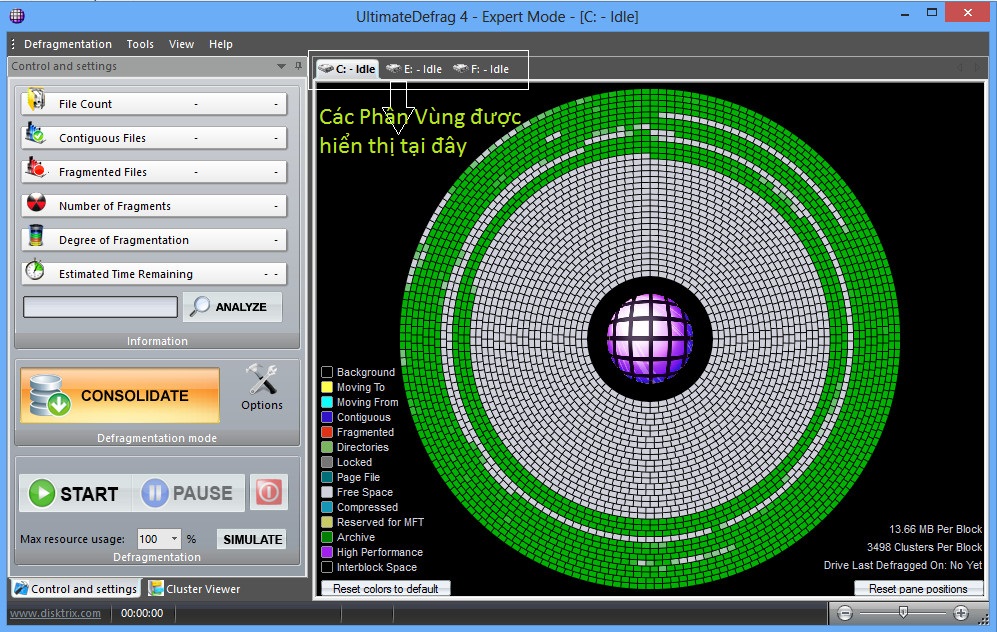 UltimateDefrag 4 - Expert Mode - [C: - Idle]
Defragmentation Tools View Help
Control and settings
File Count - -
Contiguous Files - -
Fragmented Files - -
Number of Fragments -
Degree of Fragmentation -
Estimated Time Remaining - -
ANALYZE
Information
CONSOLIDATE
Options
Defragmentation mode
START PAUSE
Max resource usage: 100 % SIMULATE
Defragmentation
Control and settings Cluster Viewer
www.disktrix.com 00:00:00
C: - Idle E: - Idle F: - Idle
Các Phân Vùng được
hiển thị tại đây
Background
Moving To
Moving From
Contiguous
Fragmented
Directories
Locked
Page File
Free Space
Compressed
Reserved for MFT
Archive
High Performance
Interblock Space
Reset colors to default
13.66 MB Per Block
3498 Clusters Per Block
Drive Last Defragged On: No Yet
Reset pane positions